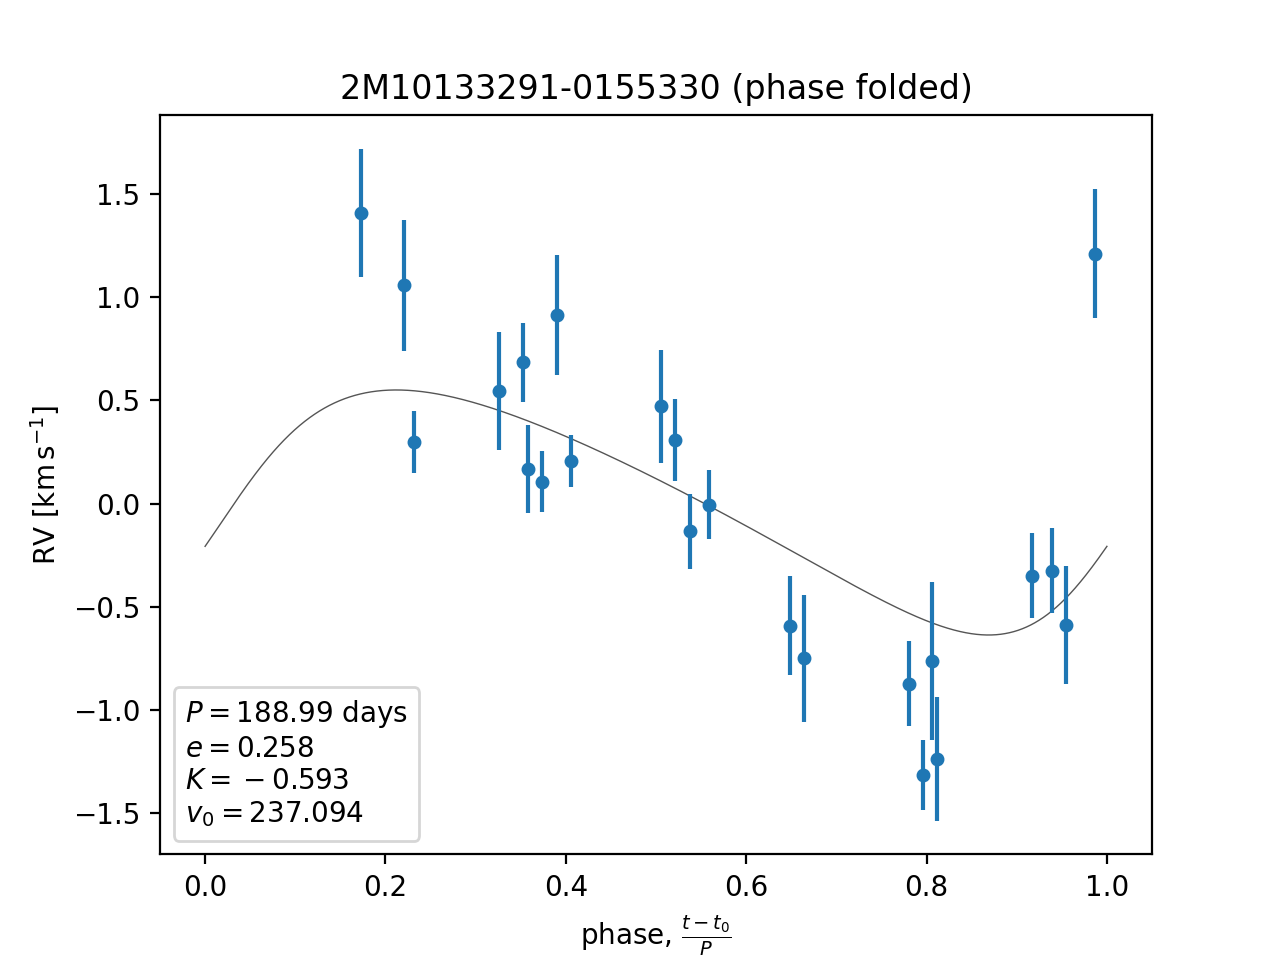 2M10133291-0155330 (phase folded)
RV [km s⁻¹]
1.5
1.0
0.5
0.0
−0.5
−1.0
−1.5
P = 188.99 days
e = 0.258
K = − 0.593
v₀ = 237.094
0.0 0.2 0.4 0.6 0.8 1.0
phase, (t − t₀)/P